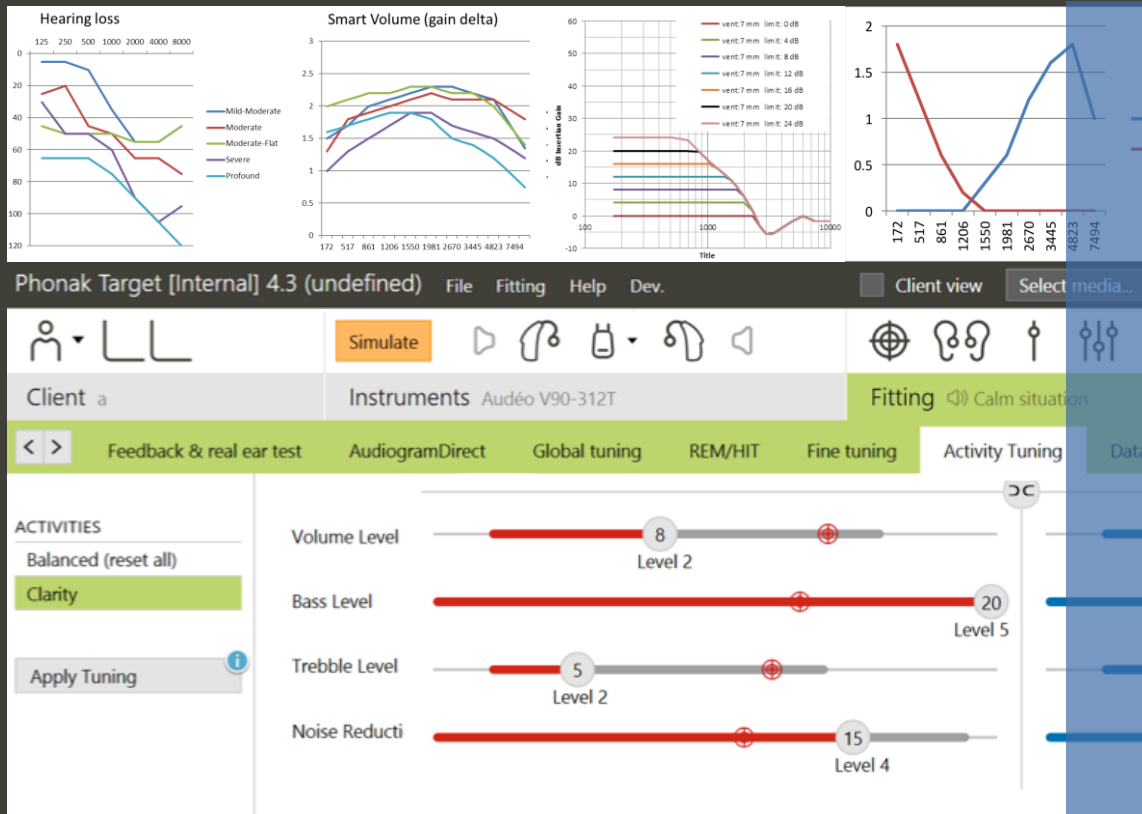 Hearing loss
125 250 500 1000 2000 4000 8000
0
20
40
60
80
100
120
Mild-Moderate
Moderate
Moderate-Flat
Severe
Profound
Smart Volume (gain delta)
3
2.5
2
1.5
1
0.5
0
172 517 861 1206 1550 1981 2670 3445 4823 7494
60
50
40
30
20
10
0
-10
dB Insertion Gain
100 1000 10000
Title
vent:7 mm limit: 0 dB
vent:7 mm limit: 4 dB
vent:7 mm limit: 8 dB
vent:7 mm limit: 12 dB
vent:7 mm limit: 16 dB
vent:7 mm limit: 20 dB
vent:7 mm limit: 24 dB
2
1.5
1
0.5
0
172 517 861 1206 1550 1981 2670 3445 4823 7494
Phonak Target [Internal] 4.3 (undefined) File Fitting Help Dev. Client view Select media...
Simulate
Client a Instruments Audéo V90-312T Fitting Calm situation
< > Feedback & real ear test AudiogramDirect Global tuning REM/HIT Fine tuning Activity Tuning Data
ACTIVITIES
Balanced (reset all)
Clarity
Apply Tuning i
Volume Level 8
Level 2
Bass Level 20
Level 5
Trebble Level 5
Level 2
Noise Reducti 15
Level 4